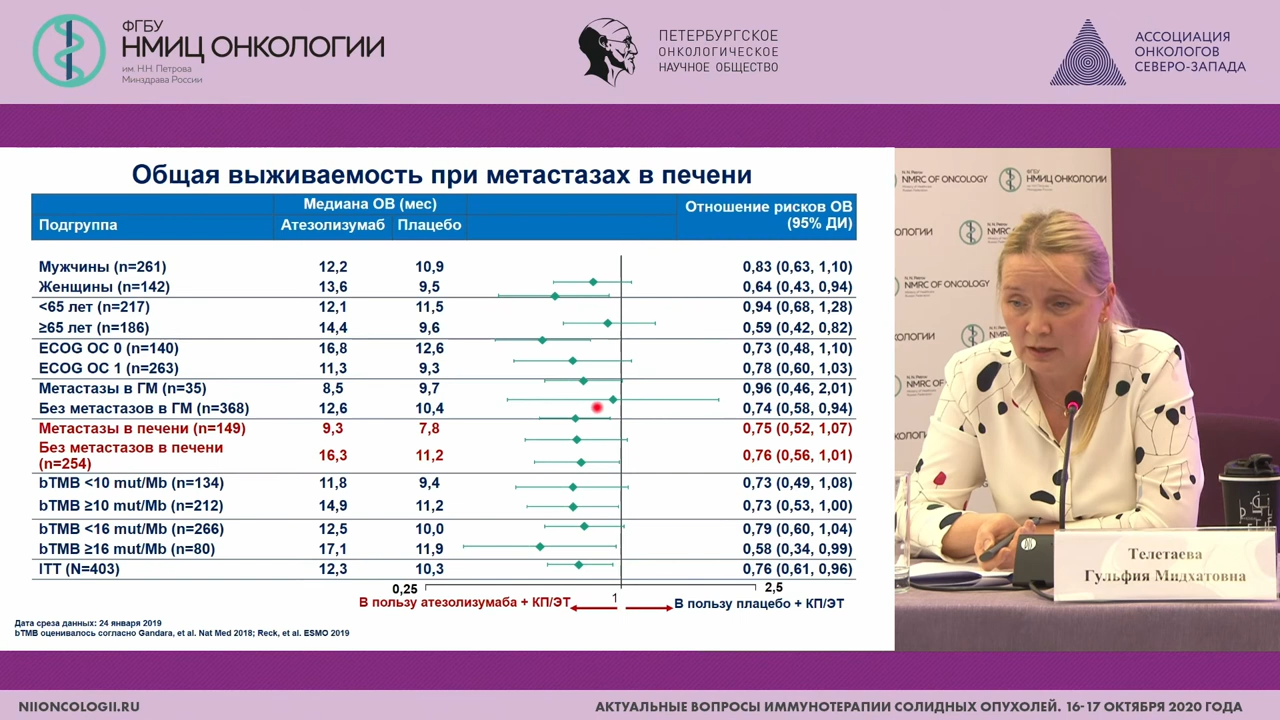 ФГБУ
НМИЦ ОНКОЛОГИИ
им. Н.Н. Петрова
Минздрава России
ПЕТЕРБУРГСКОЕ
ОНКОЛОГИЧЕСКОЕ
НАУЧНОЕ ОБЩЕСТВО
АССОЦИАЦИЯ
ОНКОЛОГОВ
СЕВЕРО-ЗАПАДА
Общая выживаемость при метастазах в печени
Медиана ОВ (мес)
Отношение рисков ОВ
(95% ДИ)
Подгруппа Атезолизумаб Плацебо
Мужчины (n=261) 12,2 10,9 0,83 (0,63, 1,10)
Женщины (n=142) 13,6 9,5 0,64 (0,43, 0,94)
<65 лет (n=217) 12,1 11,5 0,94 (0,68, 1,28)
≥65 лет (n=186) 14,4 9,6 0,59 (0,42, 0,82)
ECOG ОС 0 (n=140) 16,8 12,6 0,73 (0,48, 1,10)
ECOG ОС 1 (n=263) 11,3 9,3 0,78 (0,60, 1,03)
Метастазы в ГМ (n=35) 8,5 9,7 0,96 (0,46, 2,01)
Без метастазов в ГМ (n=368) 12,6 10,4 0,74 (0,58, 0,94)
Метастазы в печени (n=149) 9,3 7,8 0,75 (0,52, 1,07)
Без метастазов в печени
(n=254) 16,3 11,2 0,76 (0,56, 1,01)
bTMB <10 mut/Mb (n=134) 11,8 9,4 0,73 (0,49, 1,08)
bTMB ≥10 mut/Mb (n=212) 14,9 11,2 0,73 (0,53, 1,00)
bTMB <16 mut/Mb (n=266) 12,5 10,0 0,79 (0,60, 1,04)
bTMB ≥16 mut/Mb (n=80) 17,1 11,9 0,58 (0,34, 0,99)
ITT (N=403) 12,3 10,3 0,76 (0,61, 0,96)
0,25 1 2,5
В пользу атезолизумаба + КП/ЭТ В пользу плацебо + КП/ЭТ
Дата среза данных: 24 января 2019
bTMB оценивалось согласно Gandara, et al. Nat Med 2018; Reck, et al. ESMO 2019
NMRC OF ONCOLOGY
ФГБУ
НМИЦ ОНКОЛОГИИ
ОНКОЛОГИИ
NMRC
NMRC OF ONCOLOGY
ОНКОЛОГИИ
NMRC OF
Телетаева
Гульфия Мидхатовна
NIIONCOLOGII.RU
АКТУАЛЬНЫЕ ВОПРОСЫ ИММУНОТЕРАПИИ СОЛИДНЫХ ОПУХОЛЕЙ. 16-17 ОКТЯБРЯ 2020 ГОДА